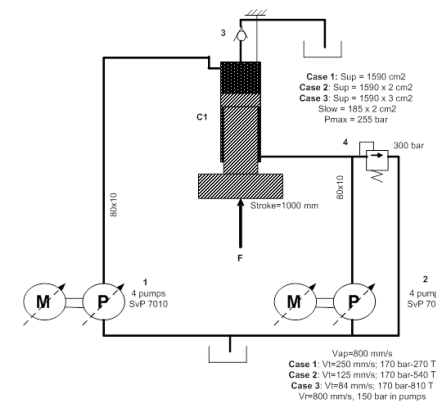 3
Case 1: Sup = 1590 cm2
Case 2: Sup = 1590 x 2 cm2
Case 3: Sup = 1590 x 3 cm2
Slow = 185 x 2 cm2
Pmax = 255 bar
C1
4
300 bar
80x10
80x10
Stroke=1000 mm
F
1
4 pumps
SvP 7010
2
4 pump
SvP 70
M
P
M
P
Vap=800 mm/s
Case 1: Vt=250 mm/s; 170 bar-270 T
Case 2: Vt=125 mm/s; 170 bar-540 T
Case 3: Vt=84 mm/s; 170 bar-810 T
Vr=800 mm/s, 150 bar in pumps